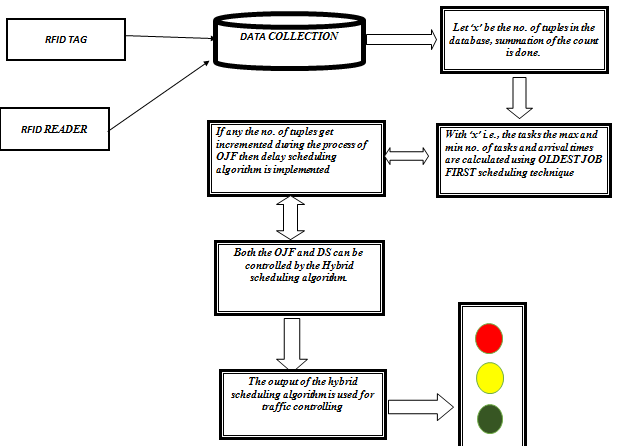 RFID TAG
DATA COLLECTION
Let 'x' be the no. of tuples in the
database, summation of the count
is done.
RFID READER
If any the no. of tuples get
incremented during the process of
OJF then delay scheduling
algorithm is implemented
With 'x' i.e., the tasks the max and
min no. of tasks and arrival times
are calculated using OLDEST JOB
FIRST scheduling technique
Both the OJF and DS can be
controlled by the Hybrid
scheduling algorithm.
The output of the hybrid
scheduling algorithm is used for
traffic controlling